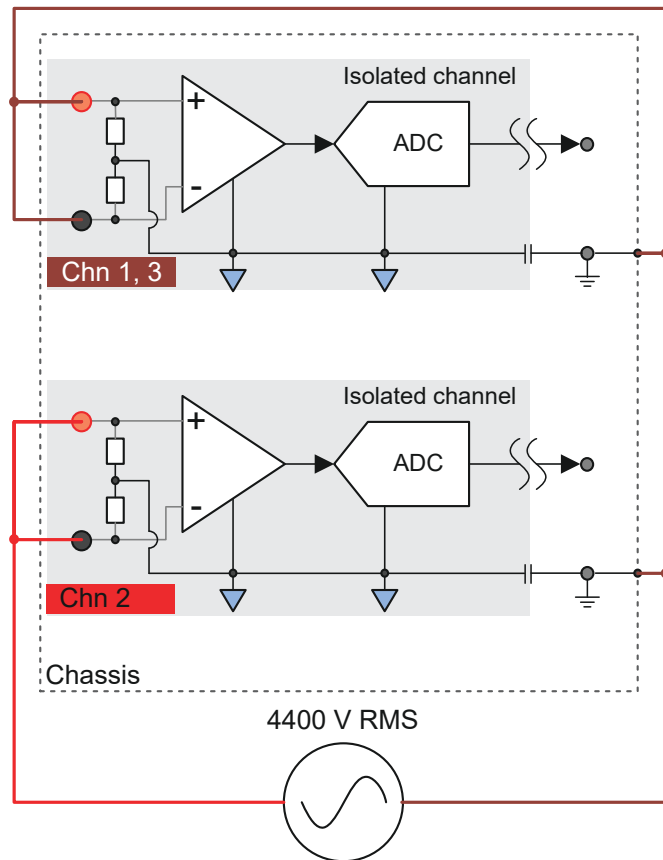 Isolated channel
+
ADC
-
Chn 1, 3
Isolated channel
+
ADC
-
Chn 2
Chassis
4400 V RMS